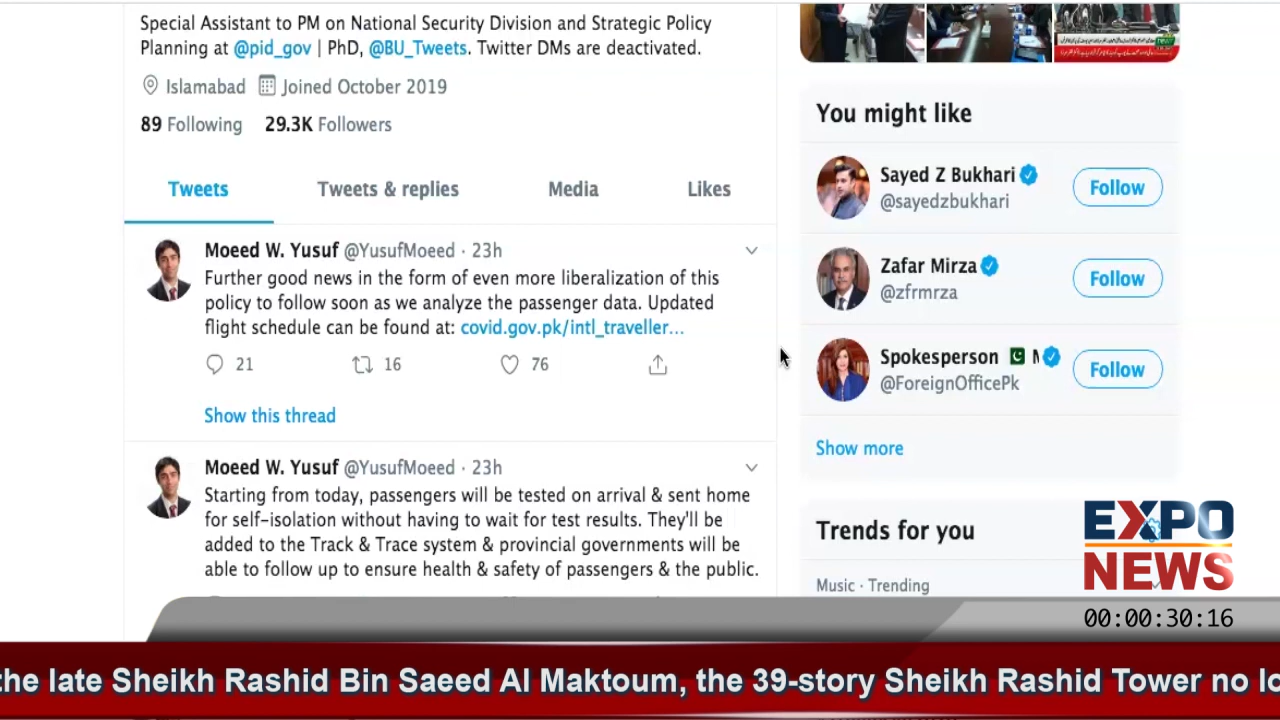 Special Assistant to PM on National Security Division and Strategic Policy
Planning at @pid_gov | PhD, @BU_Tweets. Twitter DMs are deactivated.
Islamabad Joined October 2019
89 Following 29.3K Followers
Tweets Tweets & replies Media Likes
Moeed W. Yusuf @YusufMoeed · 23h
Further good news in the form of even more liberalization of this
policy to follow soon as we analyze the passenger data. Updated
flight schedule can be found at: covid.gov.pk/intl_traveller...
21 16 76
Show this thread
Moeed W. Yusuf @YusufMoeed · 23h
Starting from today, passengers will be tested on arrival & sent home
for self-isolation without having to wait for test results. They'll be
added to the Track & Trace system & provincial governments will be
able to follow up to ensure health & safety of passengers & the public.
You might like
Sayed Z Bukhari
@sayedzbukhari
Follow
Zafar Mirza
@zfrmrza
Follow
Spokesperson
@ForeignOfficePk
Follow
Show more
Trends for you
Music · Trending
EXPO
NEWS
00:00:30:16
the late Sheikh Rashid Bin Saeed Al Maktoum, the 39-story Sheikh Rashid Tower no lo